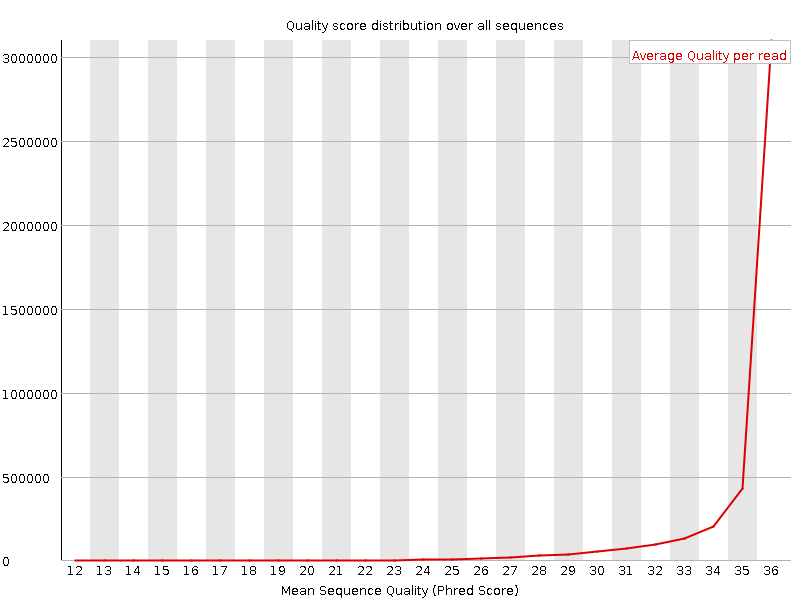 Quality score distribution over all sequences
Average Quality per read
3000000
2500000
2000000
1500000
1000000
500000
0
12 13 14 15 16 17 18 19 20 21 22 23 24 25 26 27 28 29 30 31 32 33 34 35 36
Mean Sequence Quality (Phred Score)